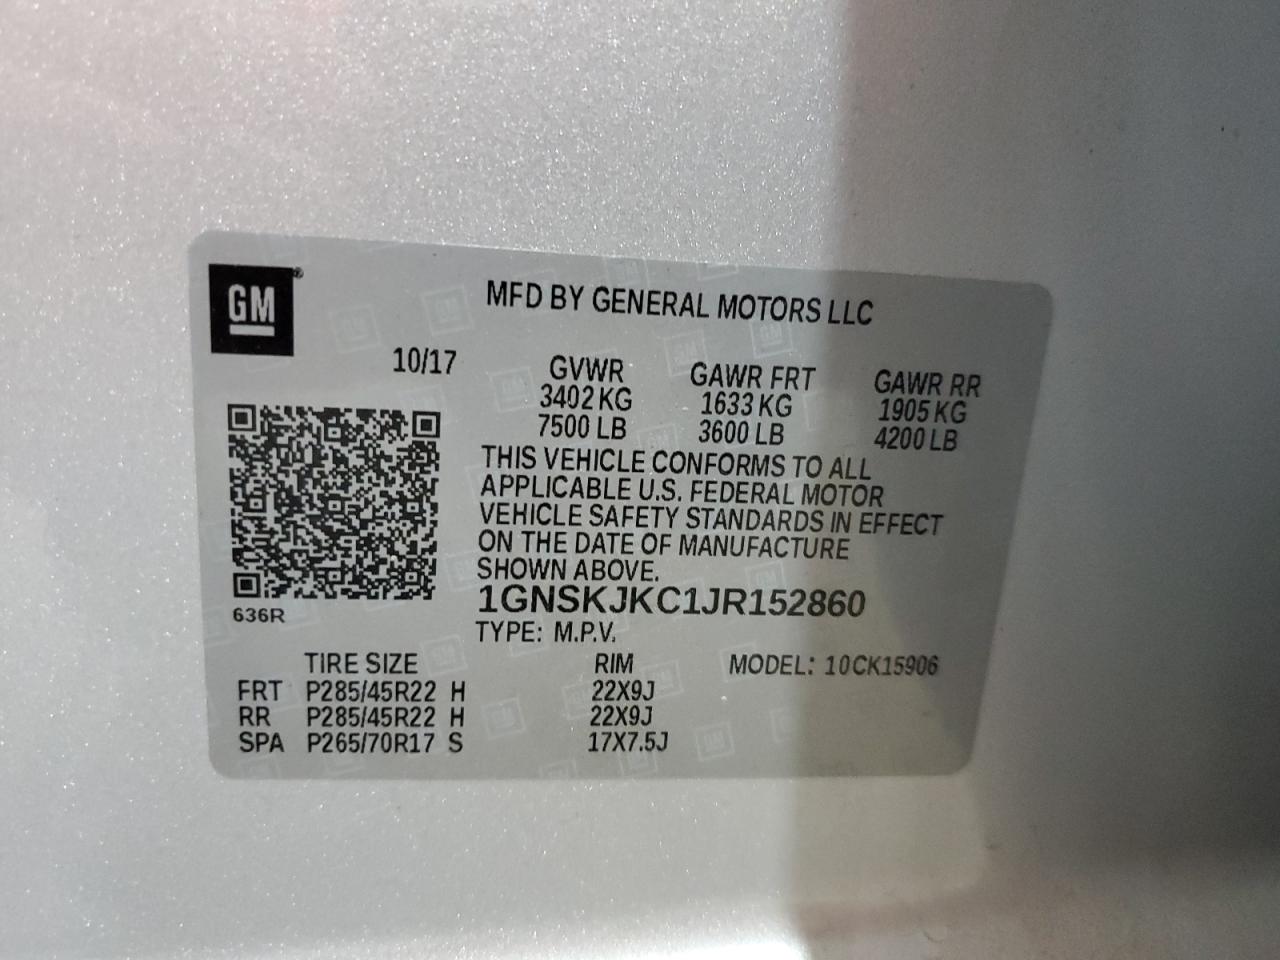 GM
MFD BY GENERAL MOTORS LLC
10/17 GVWR GAWR FRT GAWR RR
3402 KG 1633 KG 1905 KG
7500 LB 3600 LB 4200 LB
THIS VEHICLE CONFORMS TO ALL
APPLICABLE U.S. FEDERAL MOTOR
VEHICLE SAFETY STANDARDS IN EFFECT
ON THE DATE OF MANUFACTURE
SHOWN ABOVE.
636R
1GNSKJKC1JR152860
TYPE: M.P.V.
TIRE SIZE RIM MODEL: 10CK15906
FRT P285/45R22 H 22X9J
RR P285/45R22 H 22X9J
SPA P265/70R17 S 17X7.5J